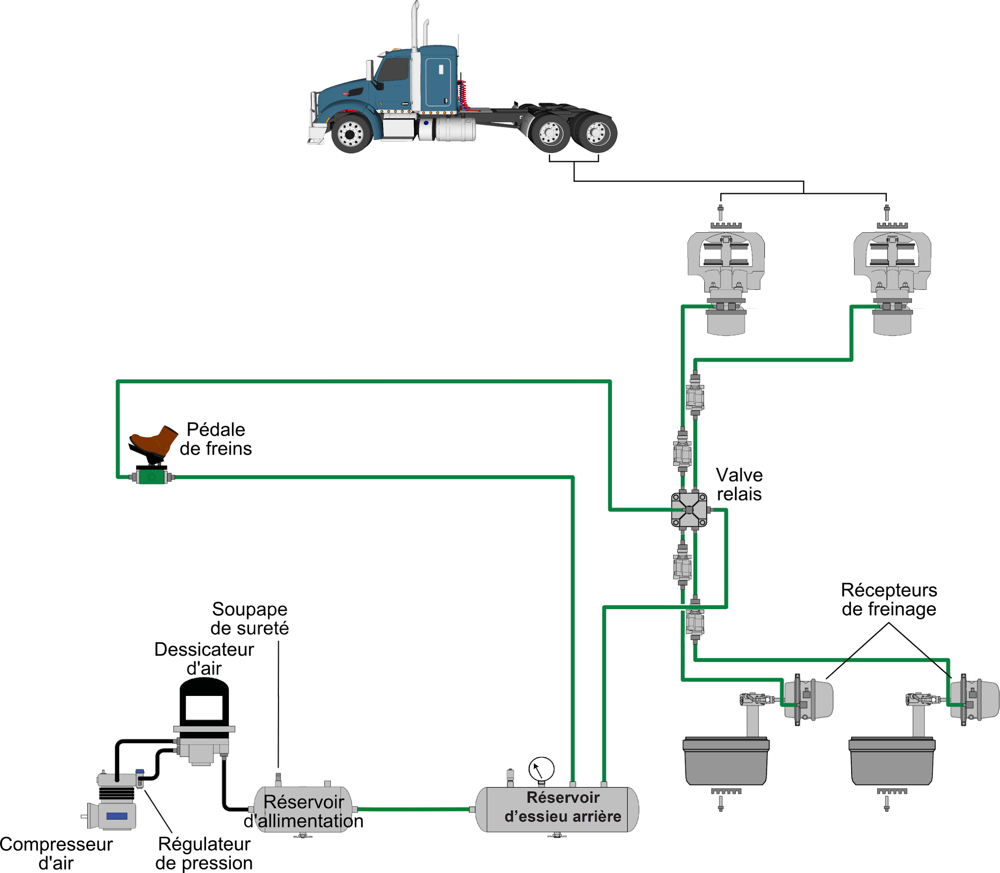 Pédale
de freins
Valve
relais
Récepteurs
de freinage
Soupape
de sureté
Dessicateur
d'air
Réservoir
d'allimentation
Réservoir
d’essieu arrière
Compresseur
d'air
Régulateur
de pression